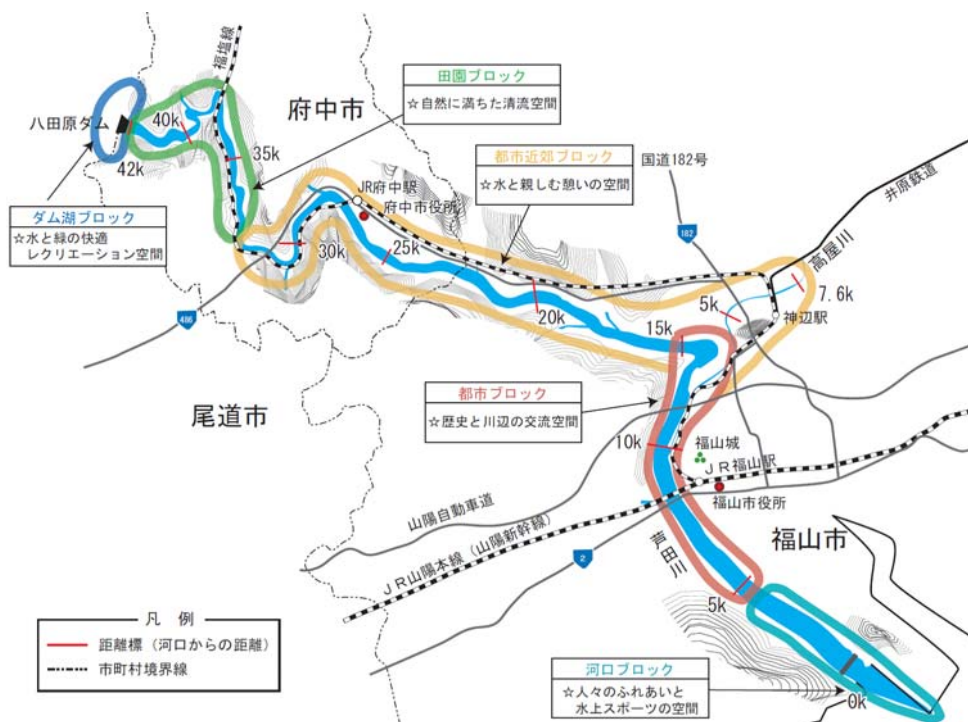 福塩線
田園ブロック
☆自然に満ちた清流空間
府中市
八田原ダム
40k
42k
35k
都市近郊ブロック
☆水と親しむ憩いの空間
国道182号
井原鉄道
182
高屋川
7.6k
ダム湖ブロック
☆水と緑の快適
レクリエーション空間
JR府中駅
府中市役所
30k
25k
20k
5k
神辺駅
486
15k
尾道市
都市ブロック
☆歴史と川辺の交流空間
10k
福山城
JR福山駅
福山市役所
山陽自動車道
JR山陽本線（山陽新幹線）
2
芦田川
福山市
5k
凡 例
距離標（河口からの距離）
市町村境界線
河口ブロック
☆人々のふれあいと
水上スポーツの空間
0k